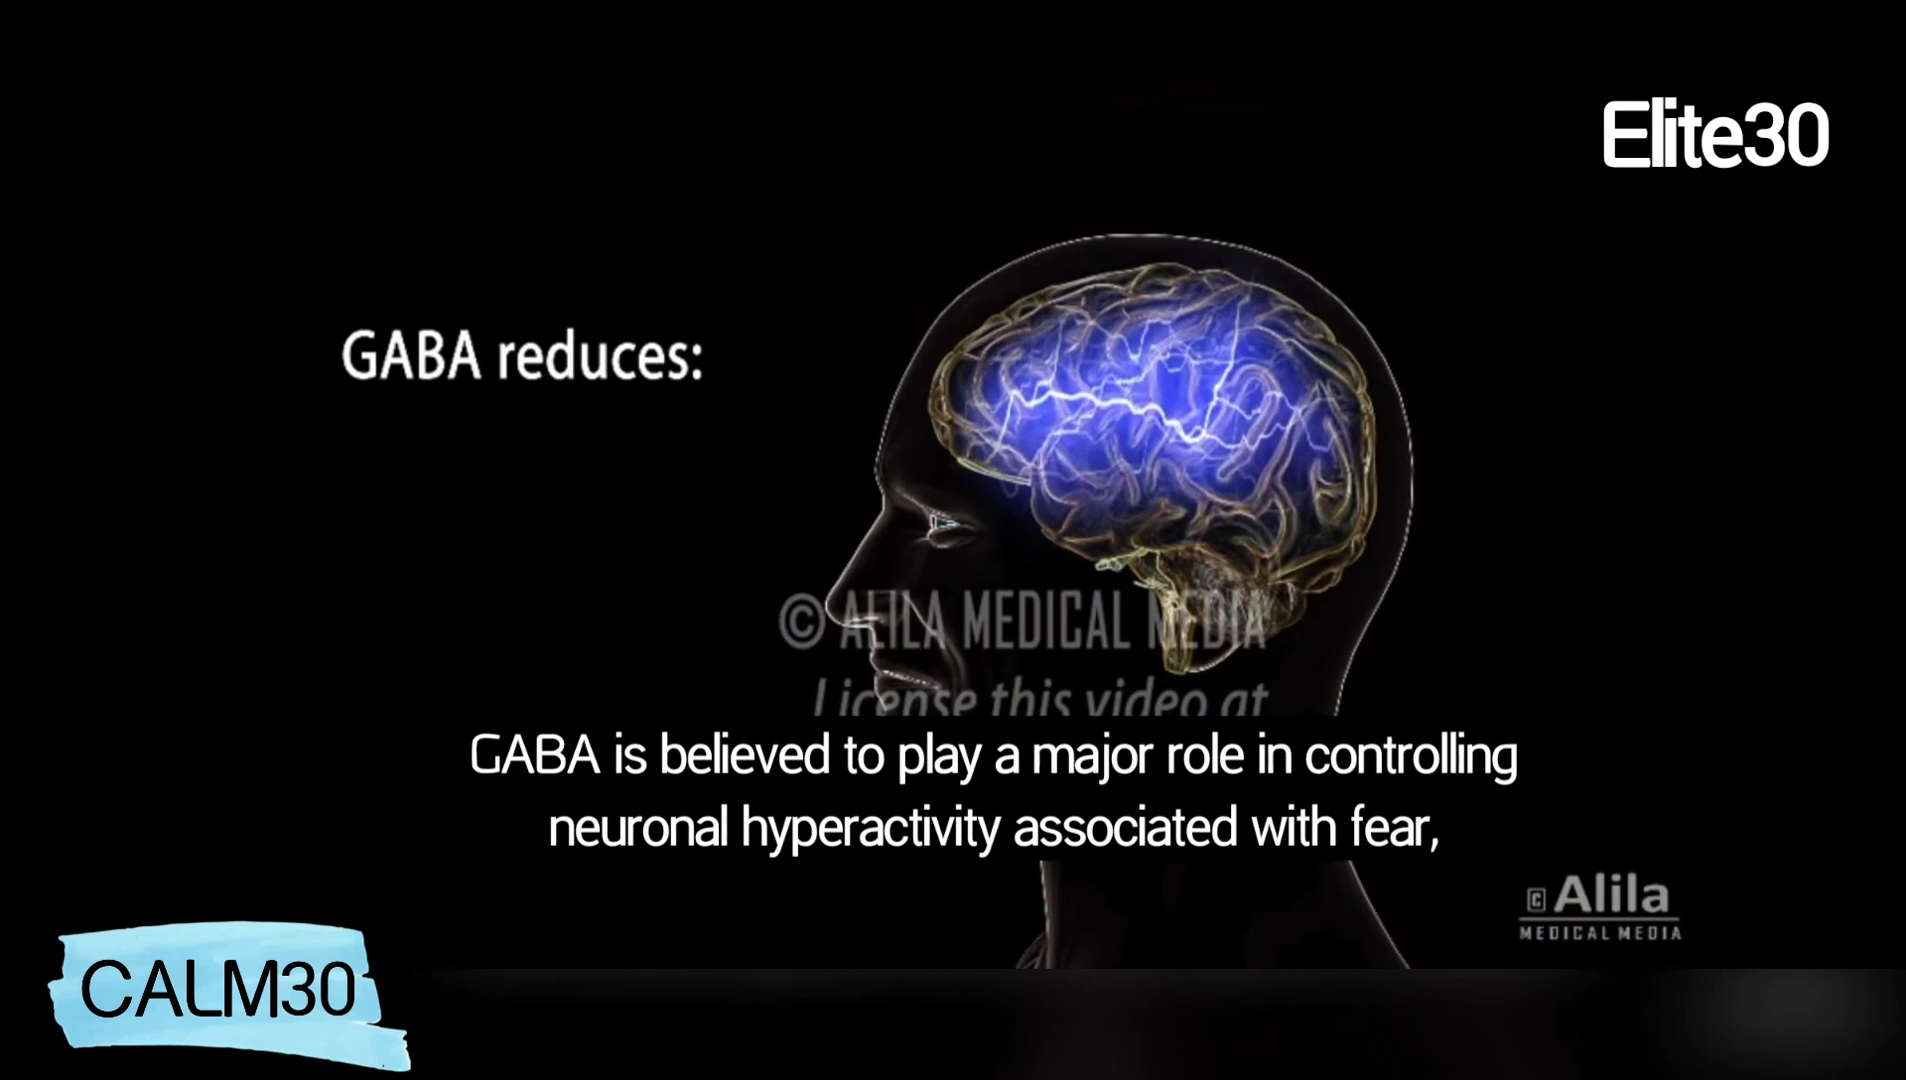 Elite30
GABA reduces:
© ALILA MEDICAL MEDIA
License this video at
GABA is believed to play a major role in controlling
neuronal hyperactivity associated with fear,
© Alila
MEDICAL MEDIA
CALM30